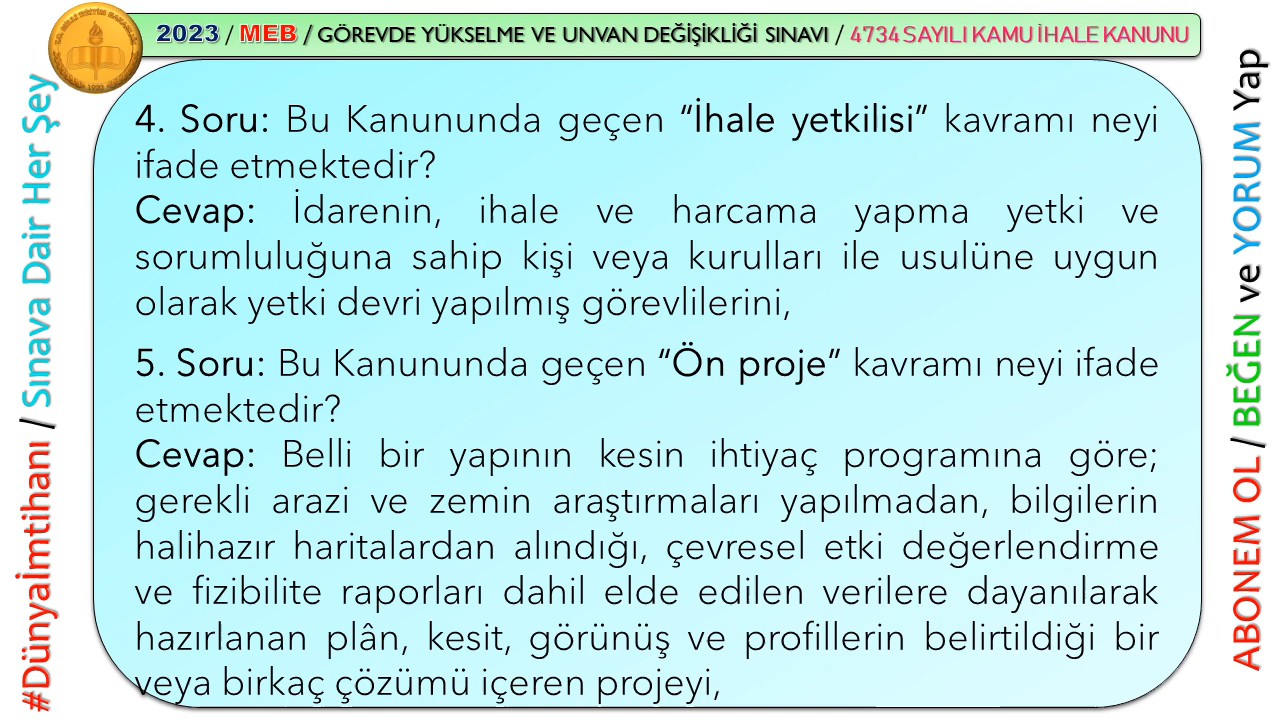 2023 / MEB / GÖREVDE YÜKSELME VE UNVAN DEĞİŞİKLİĞİ SINAVI / 4734 SAYILI KAMU İHALE KANUNU
#Dünyaİmtihanı / Sınava Dair Her Şey
4. Soru: Bu Kanununda geçen “İhale yetkilisi” kavramı neyi
ifade etmektedir?
Cevap: İdarenin, ihale ve harcama yapma yetki ve
sorumluluğuna sahip kişi veya kurulları ile usulüne uygun
olarak yetki devri yapılmış görevlilerini,
5. Soru: Bu Kanununda geçen “Ön proje” kavramı neyi ifade
etmektedir?
Cevap: Belli bir yapının kesin ihtiyaç programına göre;
gerekli arazi ve zemin araştırmaları yapılmadan, bilgilerin
halihazır haritalardan alındığı, çevresel etki değerlendirme
ve fizibilite raporları dahil elde edilen verilere dayanılarak
hazırlanan plân, kesit, görünüş ve profillerin belirtildiği bir
veya birkaç çözümü içeren projeyi,
ABONEM OL / BEĞEN ve YORUM Yap